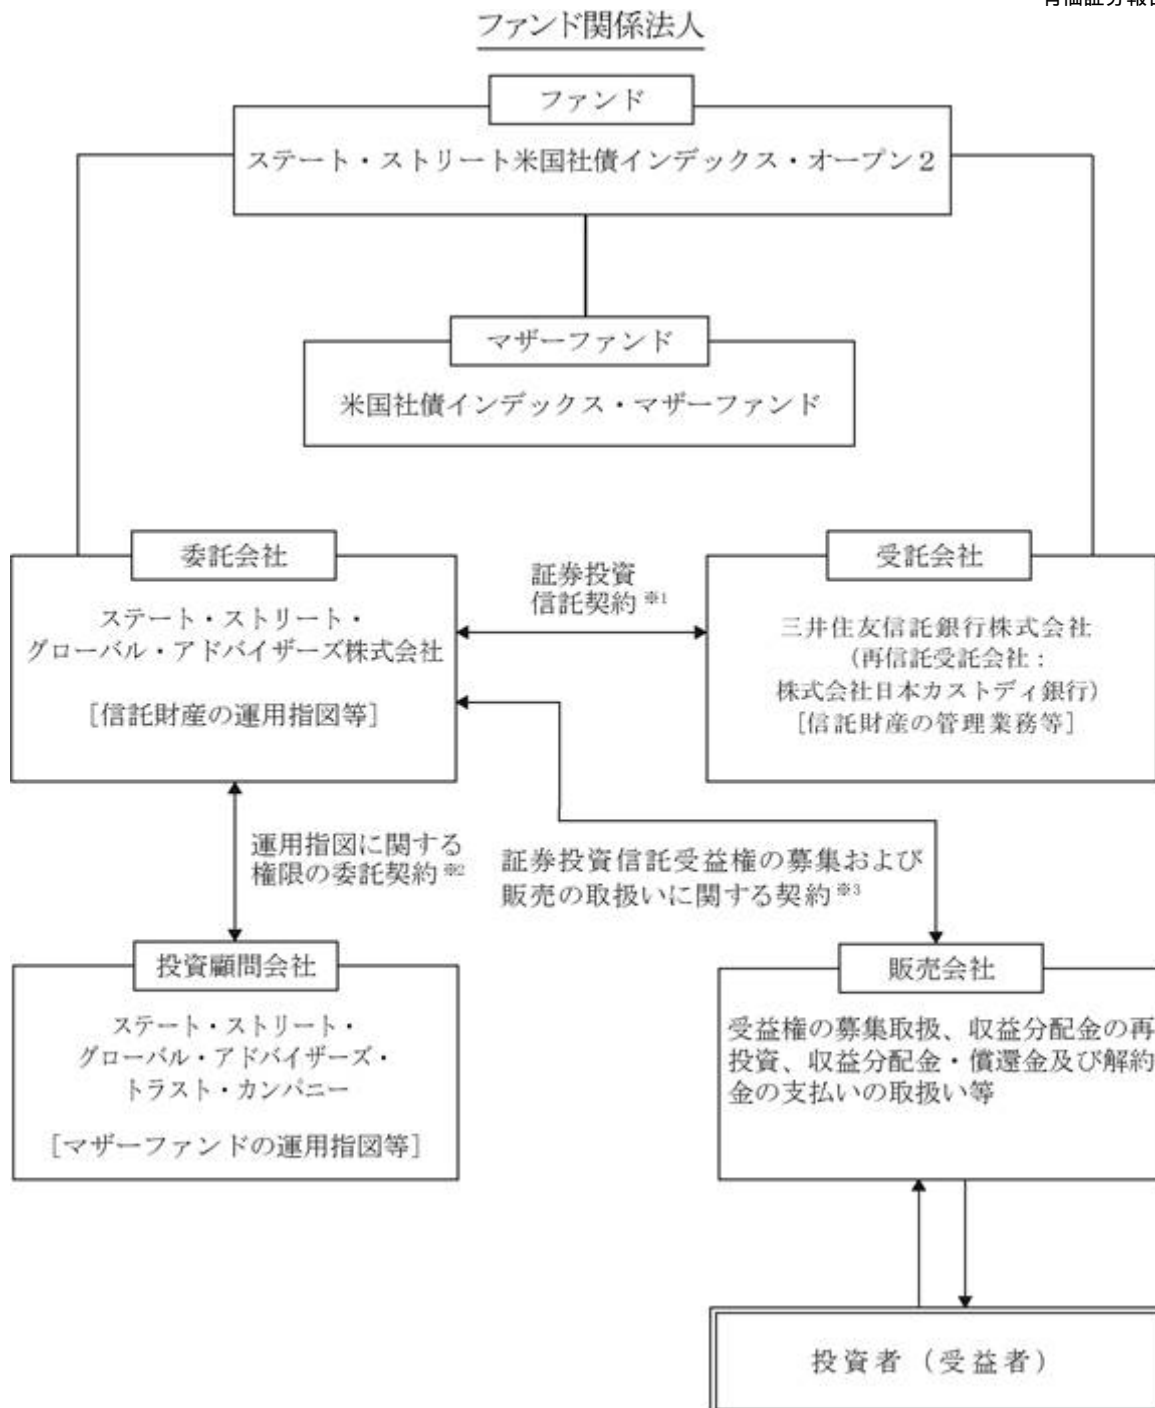 ファンド関係法人
ファンド
ステート・ストリート米国社債インデックス・オープン２
マザーファンド
米国社債インデックス・マザーファンド
委託会社
ステート・ストリート・
グローバル・アドバイザーズ株式会社
［信託財産の運用指図等］
証券投資
信託契約 ※1
受託会社
三井住友信託銀行株式会社
（再信託受託会社：
株式会社日本カストディ銀行）
［信託財産の管理業務等］
運用指図に関する
権限の委託契約 ※2
証券投資信託受益権の募集および
販売の取扱いに関する契約 ※3
投資顧問会社
ステート・ストリート・
グローバル・アドバイザーズ・
トラスト・カンパニー
［マザーファンドの運用指図等］
販売会社
受益権の募集取扱、収益分配金の再
投資、収益分配金・償還金及び解約
金の支払いの取扱い等
投資者（受益者）